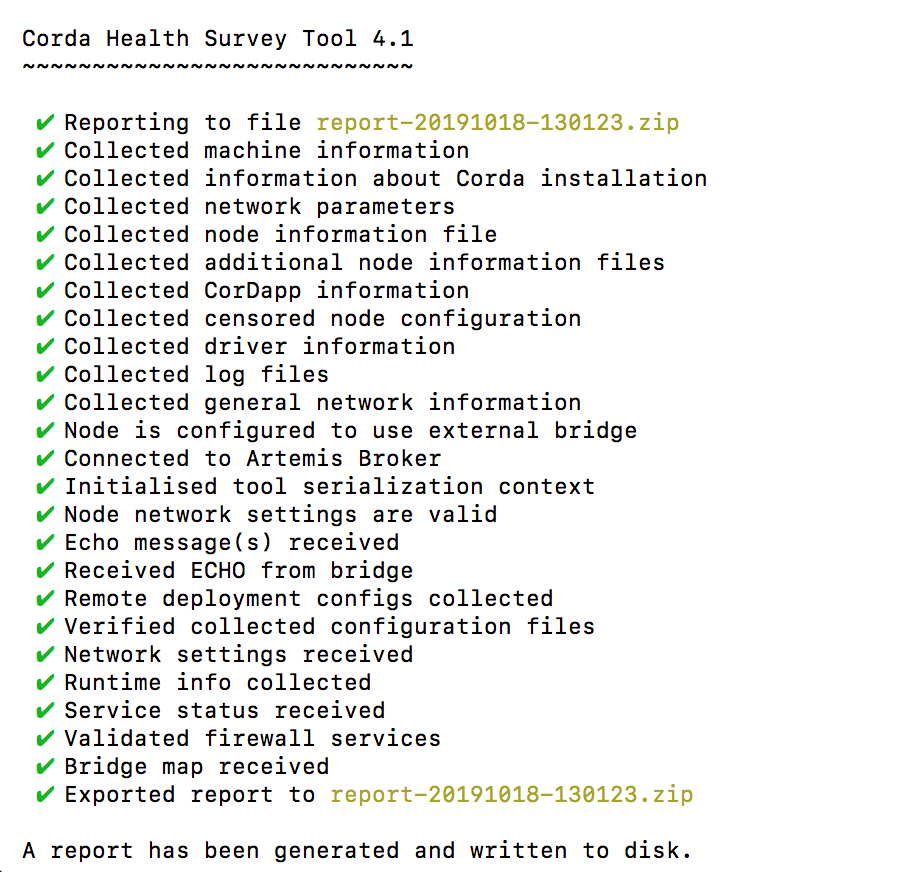 Corda Health Survey Tool 4.1
~~~~~~~~~~~~~~~~~~~~~~~~~~~~
✔ Reporting to file report-20191018-130123.zip
✔ Collected machine information
✔ Collected information about Corda installation
✔ Collected network parameters
✔ Collected node information file
✔ Collected additional node information files
✔ Collected CorDapp information
✔ Collected censored node configuration
✔ Collected driver information
✔ Collected log files
✔ Collected general network information
✔ Node is configured to use external bridge
✔ Connected to Artemis Broker
✔ Initialised tool serialization context
✔ Node network settings are valid
✔ Echo message(s) received
✔ Received ECHO from bridge
✔ Remote deployment configs collected
✔ Verified collected configuration files
✔ Network settings received
✔ Runtime info collected
✔ Service status received
✔ Validated firewall services
✔ Bridge map received
✔ Exported report to report-20191018-130123.zip
A report has been generated and written to disk.